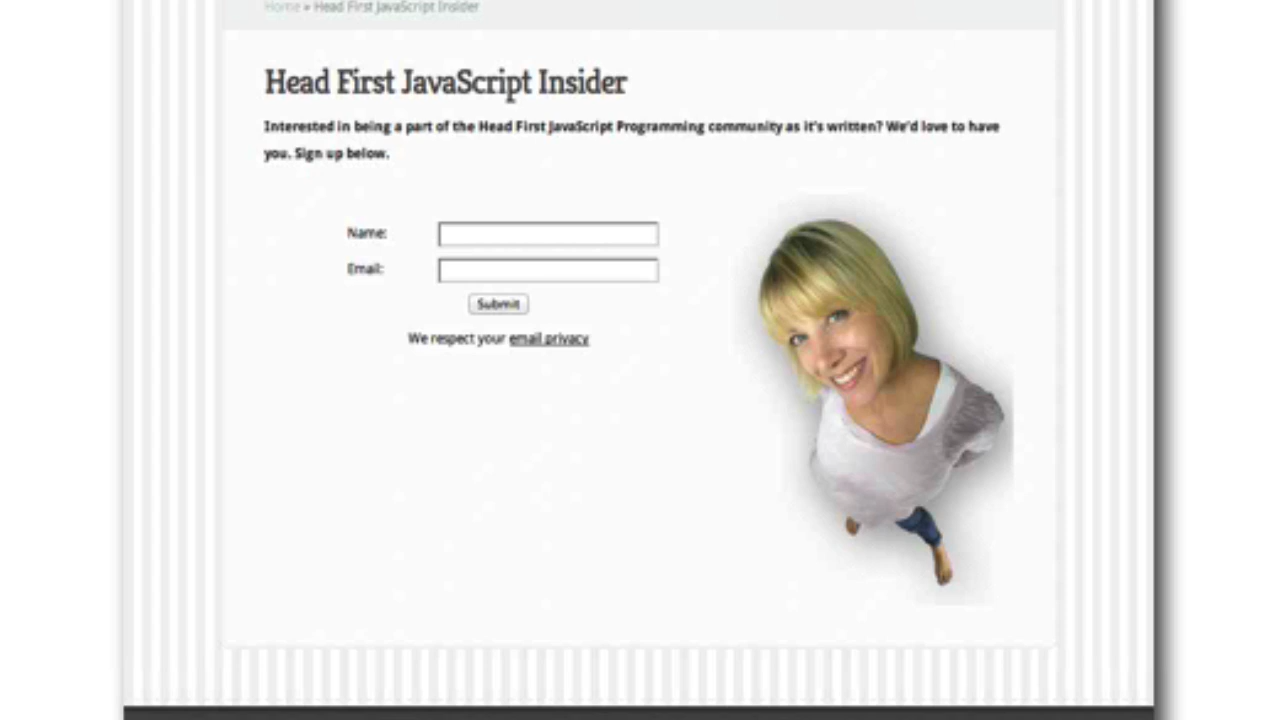 Home » Head First JavaScript Insider
Head First JavaScript Insider
Interested in being a part of the Head First JavaScript Programming community as it's written? We'd love to have
you. Sign up below.
Name:
Email:
Submit
We respect your email privacy